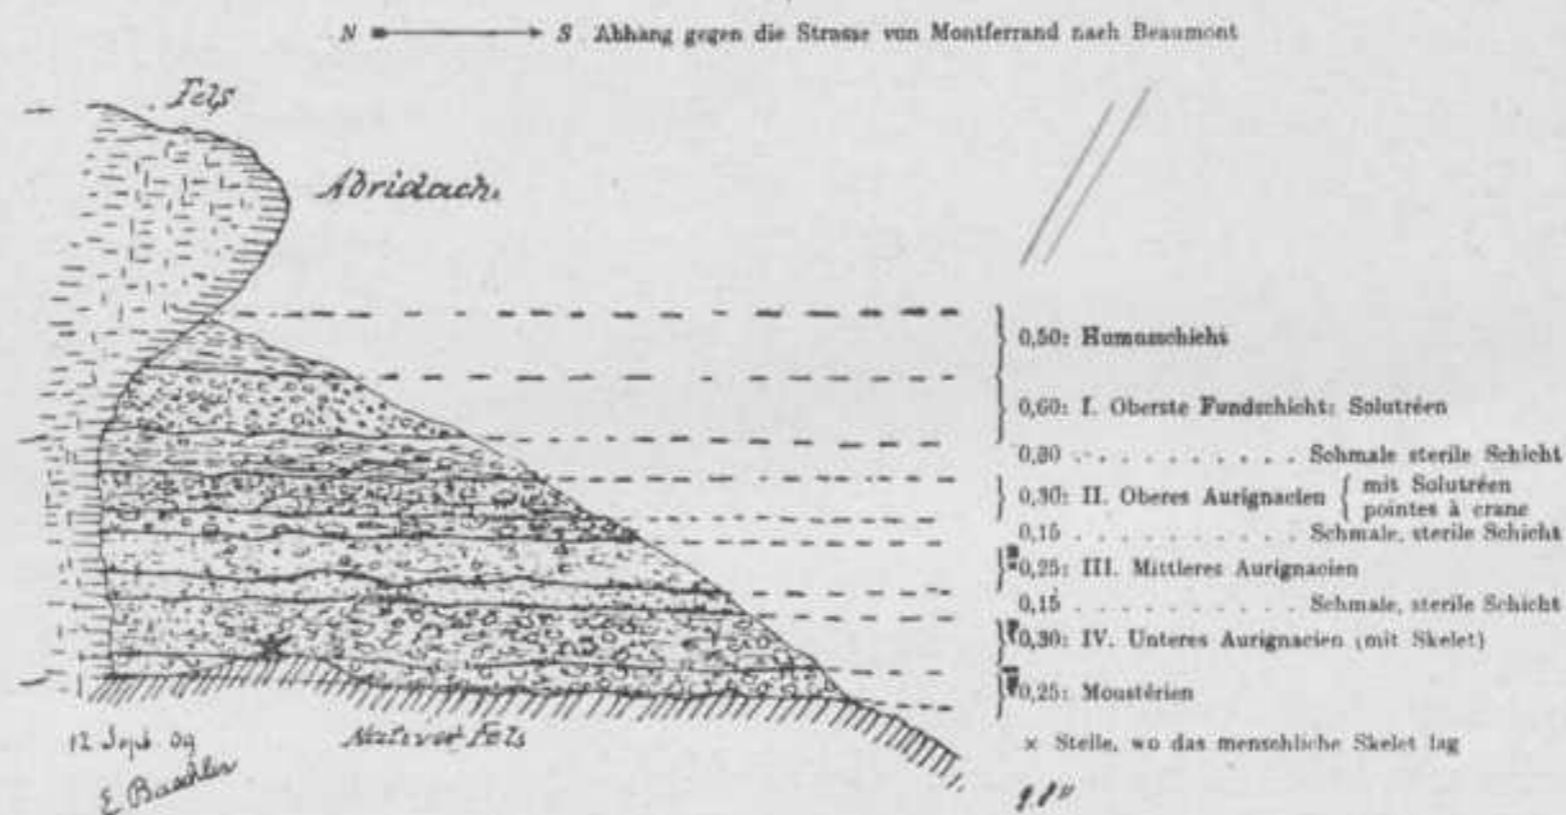 N S Abhang gegen die Strasse von Montferrand nach Beaumont
Fels
Abridach.
0,50: Humusschicht
0,60: I. Oberste Fundschicht: Solutréen
0,30 . . . . . . . . . . Schmale sterile Schicht
0,30: II. Oberes Aurignacien { mit Solutréen
pointes à crane
0,15 . . . . . . . . . . Schmale, sterile Schicht
0,25: III. Mittleres Aurignacien
0,15 . . . . . . . . . . Schmale, sterile Schicht
0,30: IV. Unteres Aurignacien (mit Skelet)
0,25: Moustérien
× Stelle, wo das menschliche Skelet lag
12 Sept. 09
E Baechler
Fels